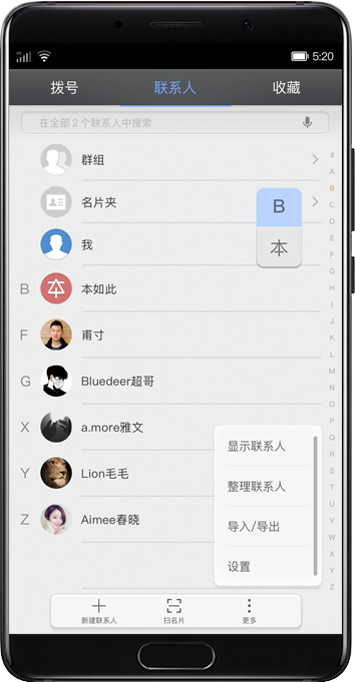 4G 5:20
拨号 联系人 收藏
在全部2个联系人中搜索
群组
名片夹
B
我
本
B 本如此
F 甫寸
G Bluedeer超哥
X a.more雅文
Y Lion毛毛
Z Aimee春晓
显示联系人
整理联系人
导入/导出
设置
新建联系人 扫名片 更多
#
A
B
C
D
E
F
G
H
I
J
K
L
M
N
O
P
Q
R
S
T
U
V
W
X
Y
Z